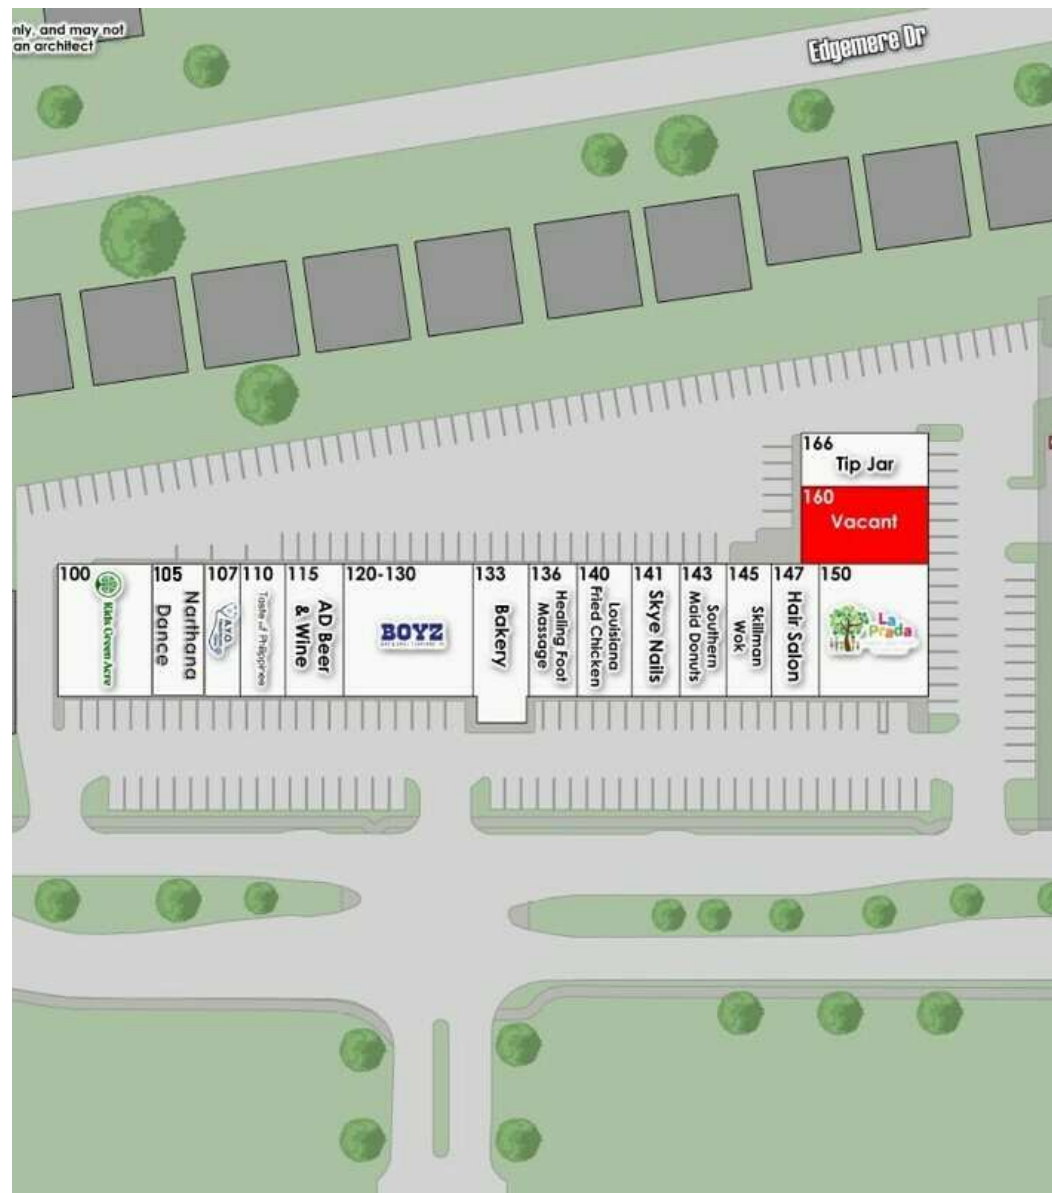 nly, and may not
an architect
Edgemere Dr
166
Tip Jar
160
Vacant
100
Kids Green Acre
105
Narthana
Dance
107
110
Taste of Philippines
115
AD Beer
& Wine
120-130
BOYZ
133
Bakery
136
Healing Foot
Massage
140
Louisiana
Fried Chicken
141
Skye Nails
143
Southern
Maid Donuts
145
Skillman
Wok
147
Hair Salon
150
La
Prada